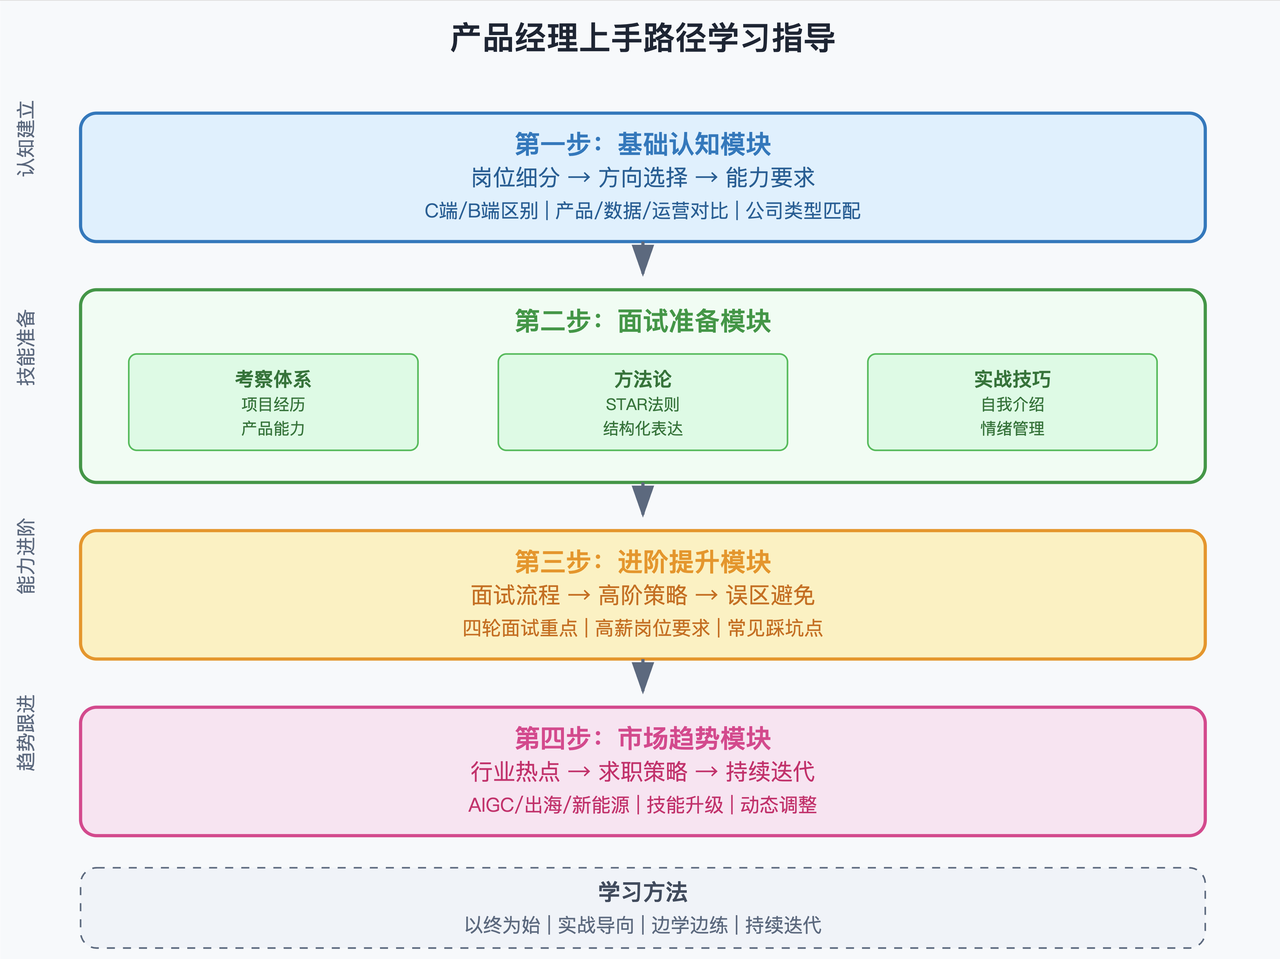 产品经理上手路径学习指导
认知建立
第一步：基础认知模块
岗位细分 → 方向选择 → 能力要求
C端/B端区别 | 产品/数据/运营对比 | 公司类型匹配
技能准备
第二步：面试准备模块
考察体系
项目经历
产品能力
方法论
STAR法则
结构化表达
实战技巧
自我介绍
情绪管理
能力进阶
第三步：进阶提升模块
面试流程 → 高阶策略 → 误区避免
四轮面试重点 | 高薪岗位要求 | 常见踩坑点
趋势跟进
第四步：市场趋势模块
行业热点 → 求职策略 → 持续迭代
AIGC/出海/新能源 | 技能升级 | 动态调整
学习方法
以终为始 | 实战导向 | 边学边练 | 持续迭代